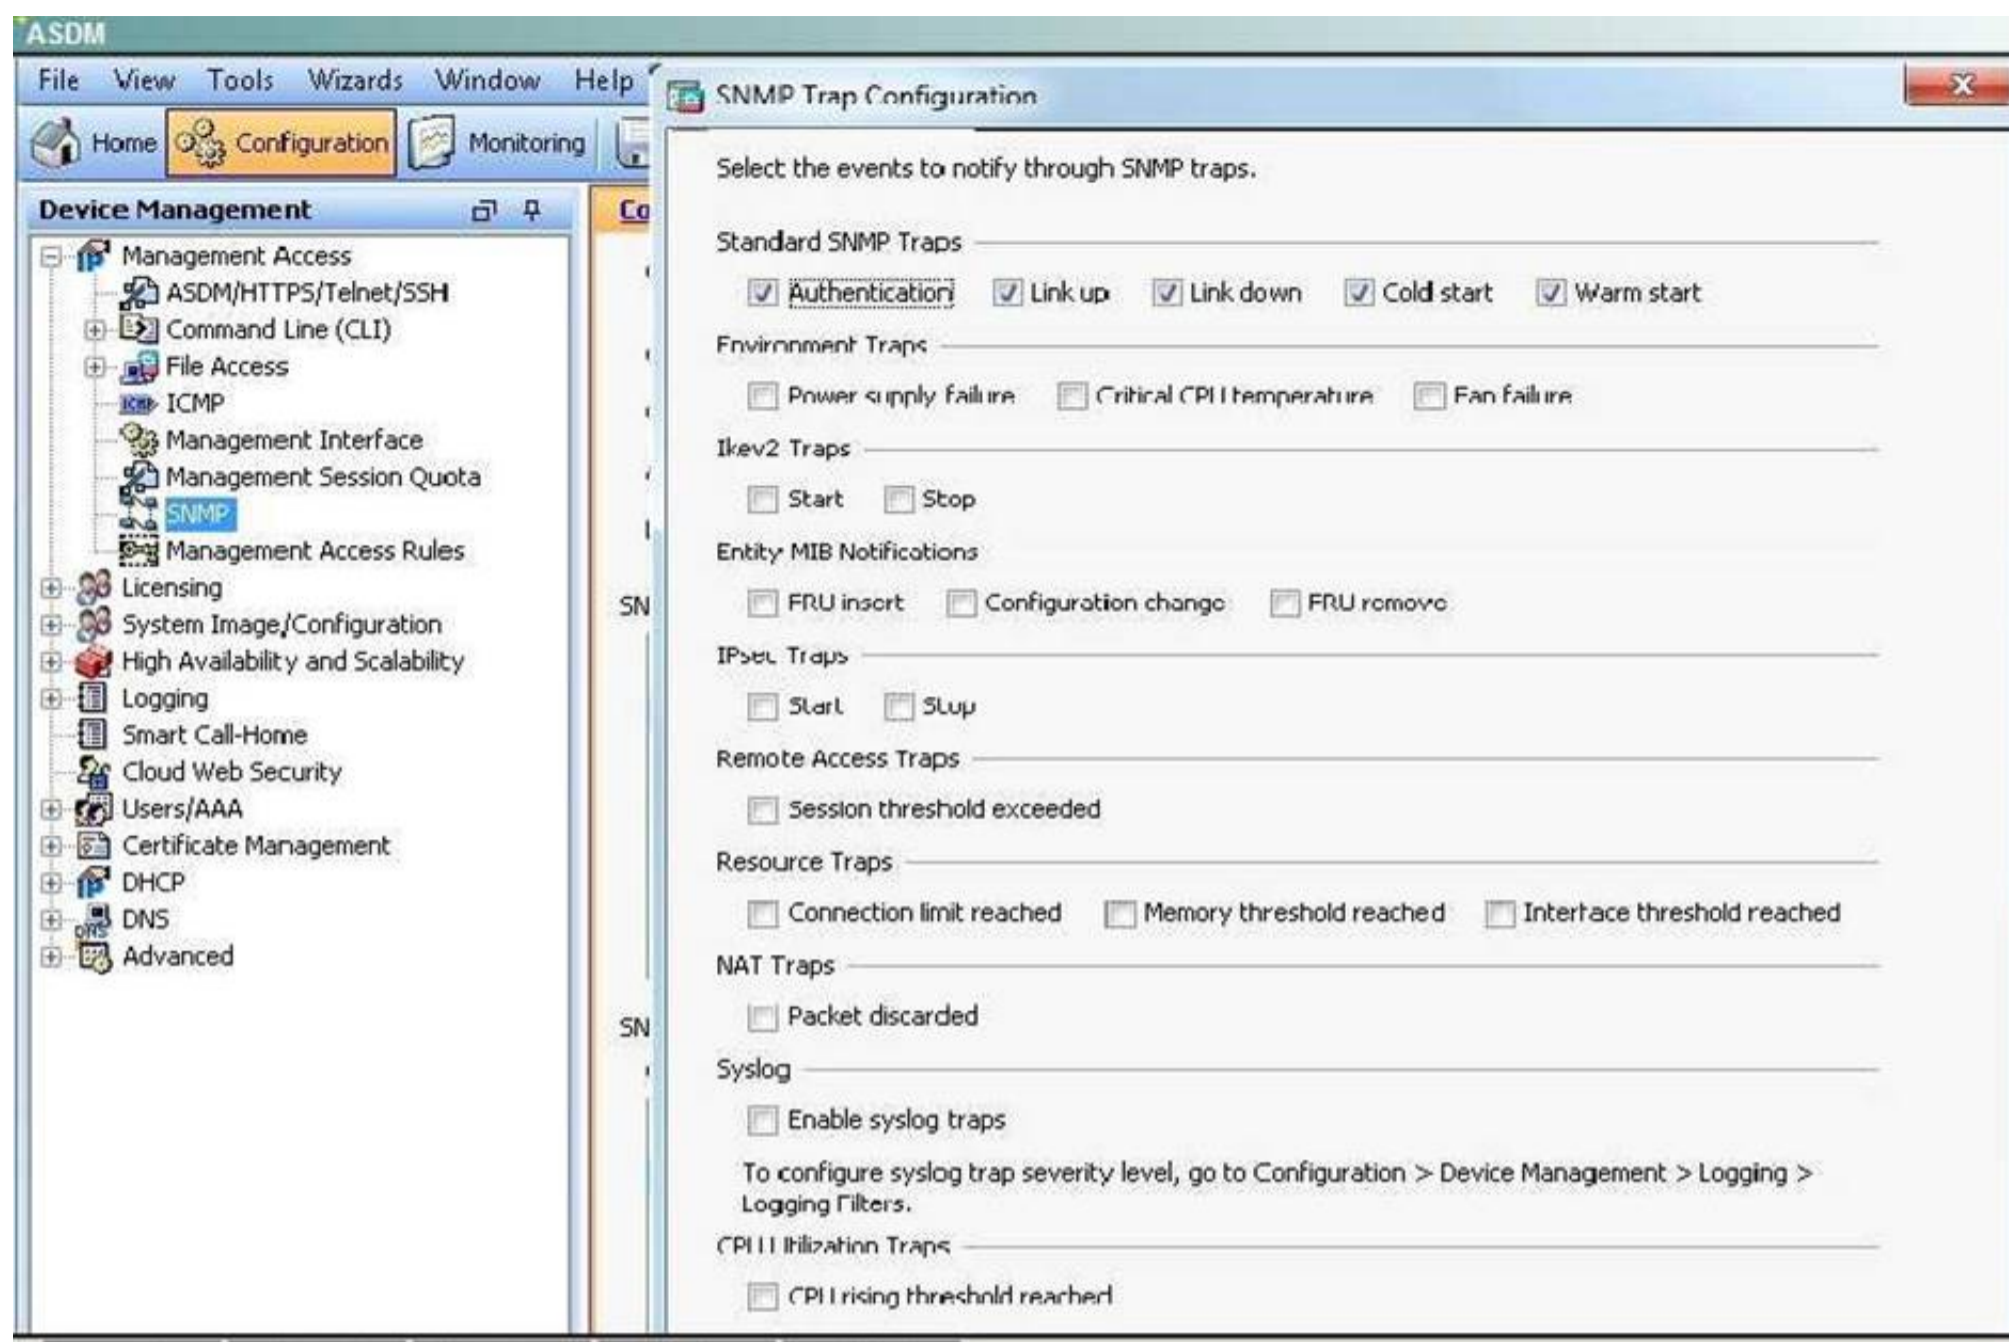 ASDM
File View Tools Wizards Window Help
Home Configuration Monitoring
Device Management
Management Access
ASDM/HTTPS/Telnet/SSH
Command Line (CLI)
File Access
ICMP
Management Interface
Management Session Quota
SNMP
Management Access Rules
Licensing
System Image/Configuration
High Availability and Scalability
Logging
Smart Call-Home
Cloud Web Security
Users/AAA
Certificate Management
DHCP
DNS
Advanced
Co
SN
SN
SNMP Trap Configuration
Select the events to notify through SNMP traps.
Standard SNMP Traps
Authentication Link up Link down Cold start Warm start
Environment Traps
Power supply failure Critical CPU temperature Fan failure
Ikev2 Traps
Start Stop
Entity MIB Notifications
FRU insert Configuration change FRU remove
IPsec Traps
Start Stop
Remote Access Traps
Session threshold exceeded
Resource Traps
Connection limit reached Memory threshold reached Interface threshold reached
NAT Traps
Packet discarded
Syslog
Enable syslog traps
To configure syslog trap severity level, go to Configuration > Device Management > Logging >
Logging Filters.
CPU Utilization Traps
CPU rising threshold reached